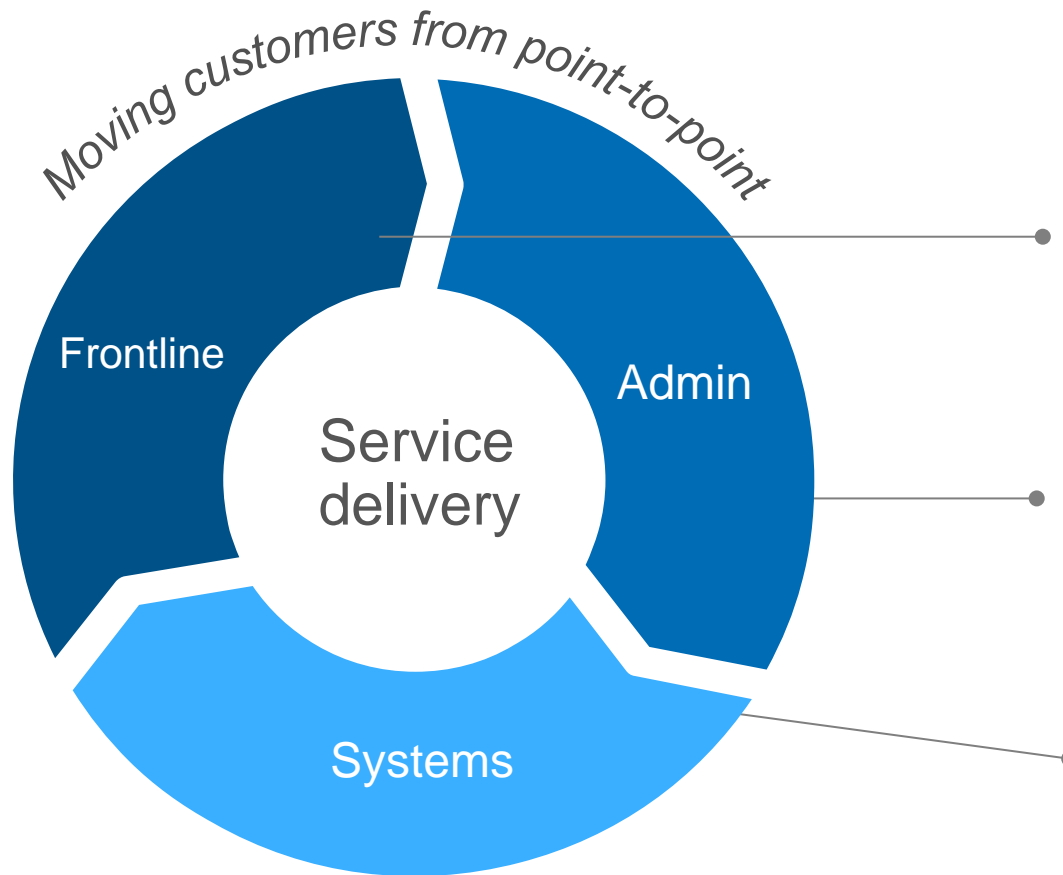 Moving customers from point-to-point
Frontline
Admin
Service
delivery
Systems